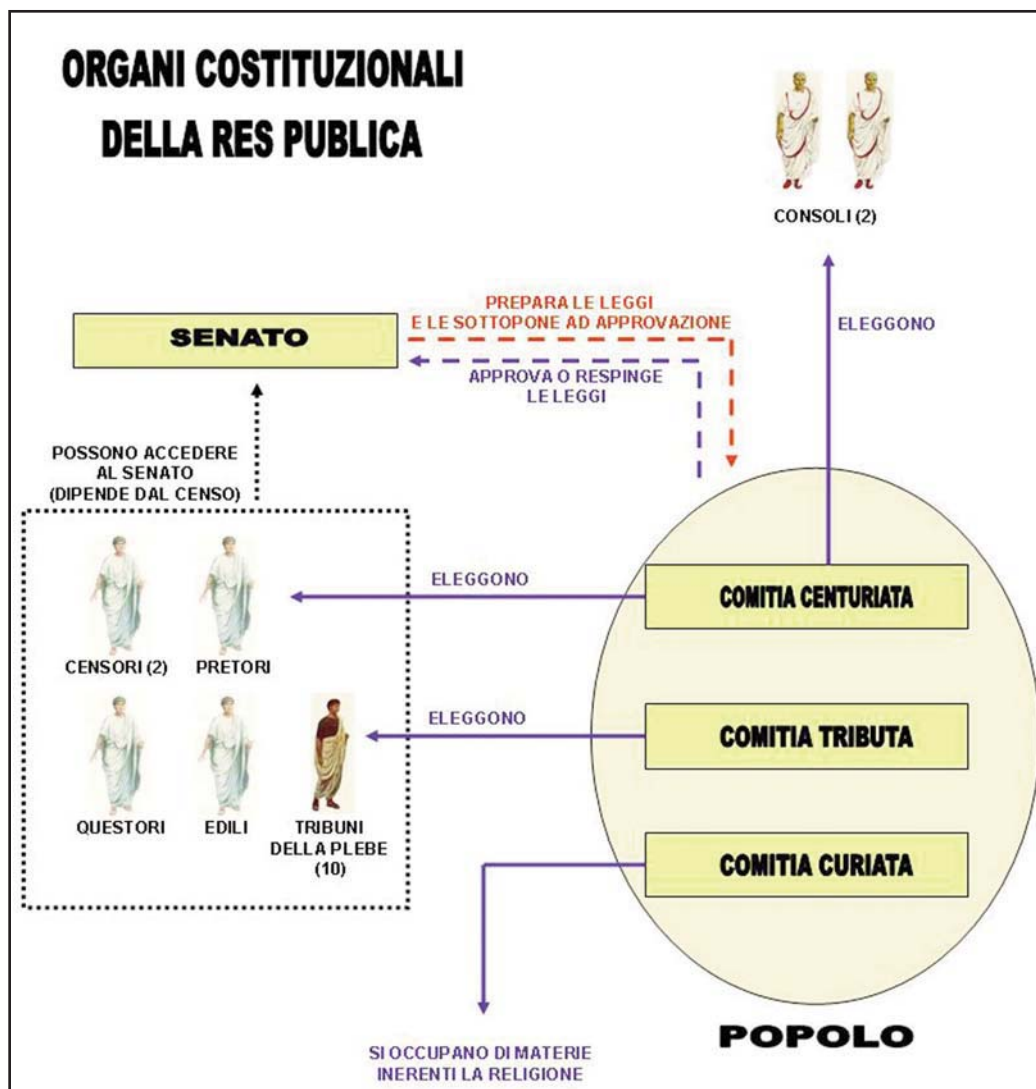 ORGANI COSTITUZIONALI
DELLA RES PUBLICA
CONSOLI (2)
PREPARA LE LEGGI
E LE SOTTOPONE AD APPROVAZIONE
ELEGGONO
SENATO
APPROVA O RESPINGE
LE LEGGI
POSSONO ACCEDERE
AL SENATO
(DIPENDE DAL CENSO)
ELEGGONO
COMITIA CENTURIATA
CENSORI (2)
PRETORI
ELEGGONO
COMITIA TRIBUTA
QUESTORI
EDILI
TRIBUNI
DELLA PLEBE
(10)
COMITIA CURIATA
POPOLO
SI OCCUPANO DI MATERIE
INERENTI LA RELIGIONE